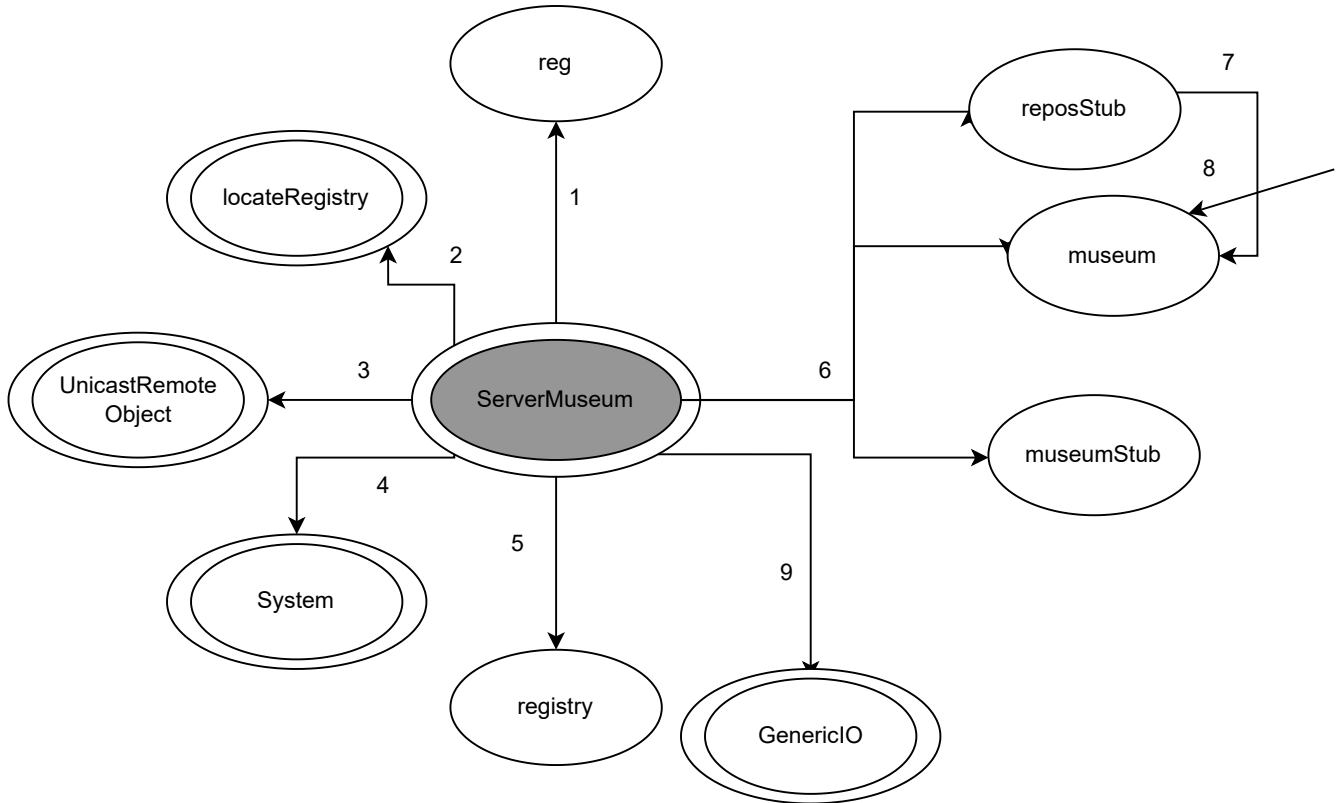 reg
7
reposStub
8
locateRegistry
1
museum
2
UnicastRemote
Object
3
6
ServerMuseum
museumStub
4
5
9
System
registry
GenericIO